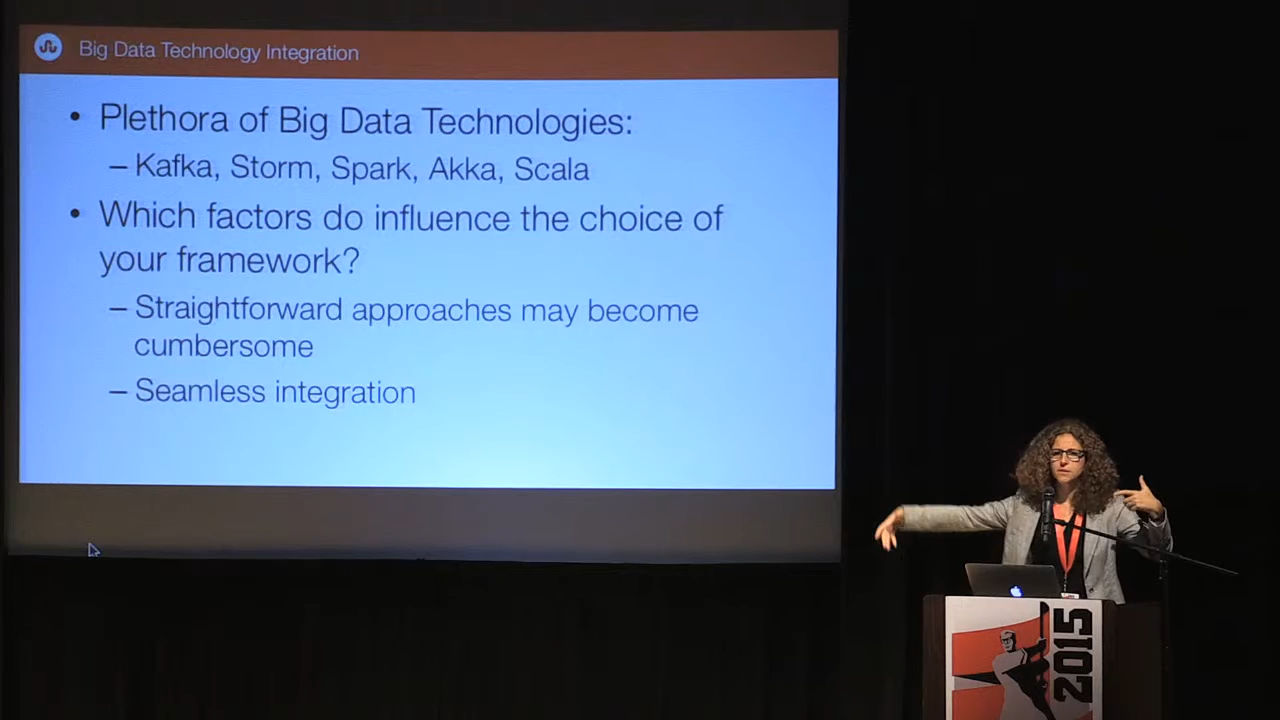 Big Data Technology Integration
• Plethora of Big Data Technologies:
– Kafka, Storm, Spark, Akka, Scala
• Which factors do influence the choice of
your framework?
– Straightforward approaches may become
cumbersome
– Seamless integration
2015